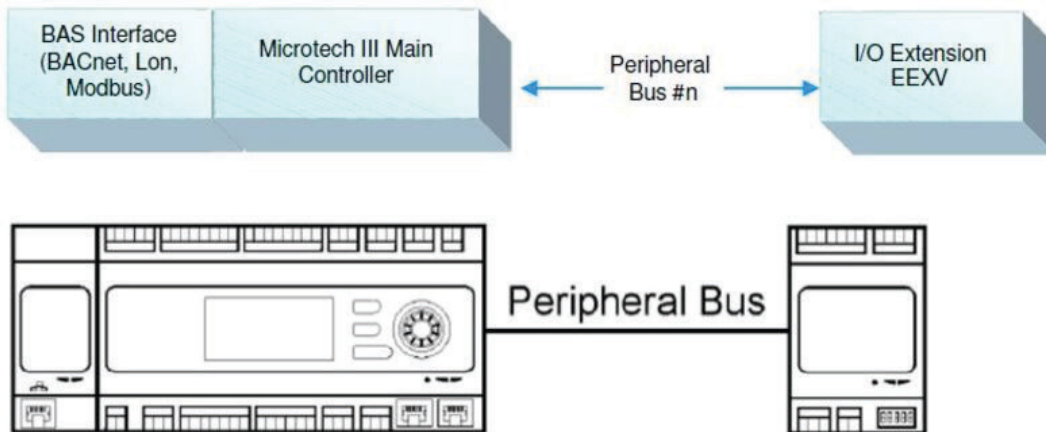 BAS Interface
(BACnet, Lon,
Modbus)
Microtech III Main
Controller
Peripheral
Bus #n
I/O Extension
EEXV
Peripheral Bus